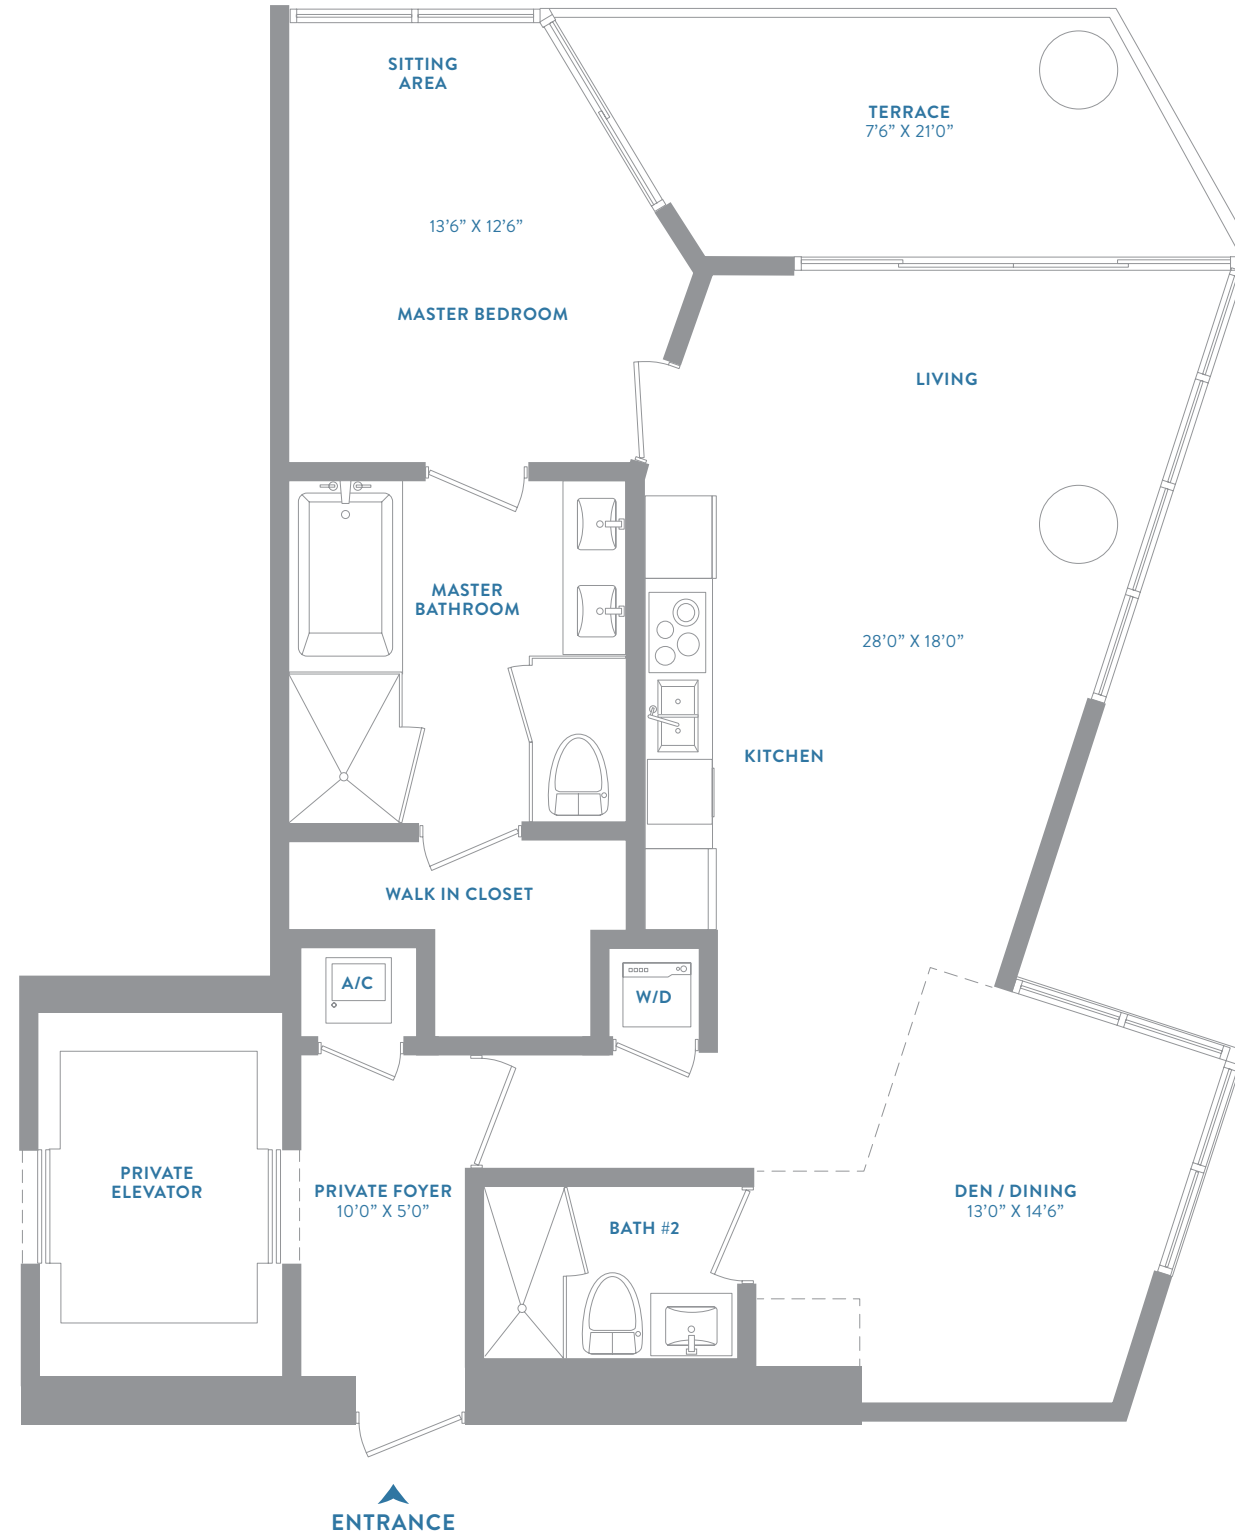 SITTING
AREA
TERRACE
7’6” X 21’0”
13’6” X 12’6”
MASTER BEDROOM
LIVING
MASTER
BATHROOM
28’0” X 18’0”
KITCHEN
WALK IN CLOSET
A/C
W/D
PRIVATE
ELEVATOR
PRIVATE FOYER
10’0” X 5’0”
DEN / DINING
13’0” X 14’6”
BATH #2
ENTRANCE